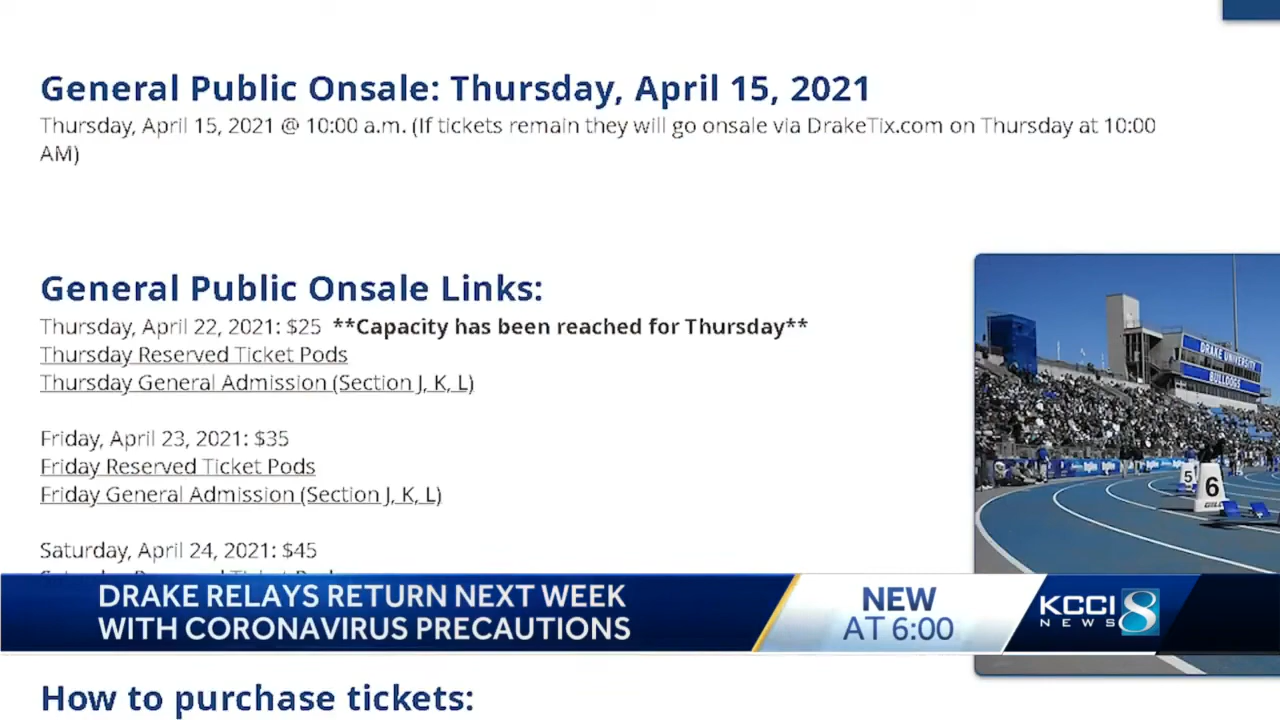 General Public Onsale: Thursday, April 15, 2021
Thursday, April 15, 2021 @ 10:00 a.m. (If tickets remain they will go onsale via DrakeTix.com on Thursday at 10:00
AM)
General Public Onsale Links:
Thursday, April 22, 2021: $25 **Capacity has been reached for Thursday**
Thursday Reserved Ticket Pods
Thursday General Admission (Section J, K, L)
Friday, April 23, 2021: $35
Friday Reserved Ticket Pods
Friday General Admission (Section J, K, L)
Saturday, April 24, 2021: $45
DRAKE UNIVERSITY
BULLDOGS
5
6
DRAKE RELAYS RETURN NEXT WEEK
WITH CORONAVIRUS PRECAUTIONS
NEW
AT 6:00
KCCI 8
NEWS
How to purchase tickets: